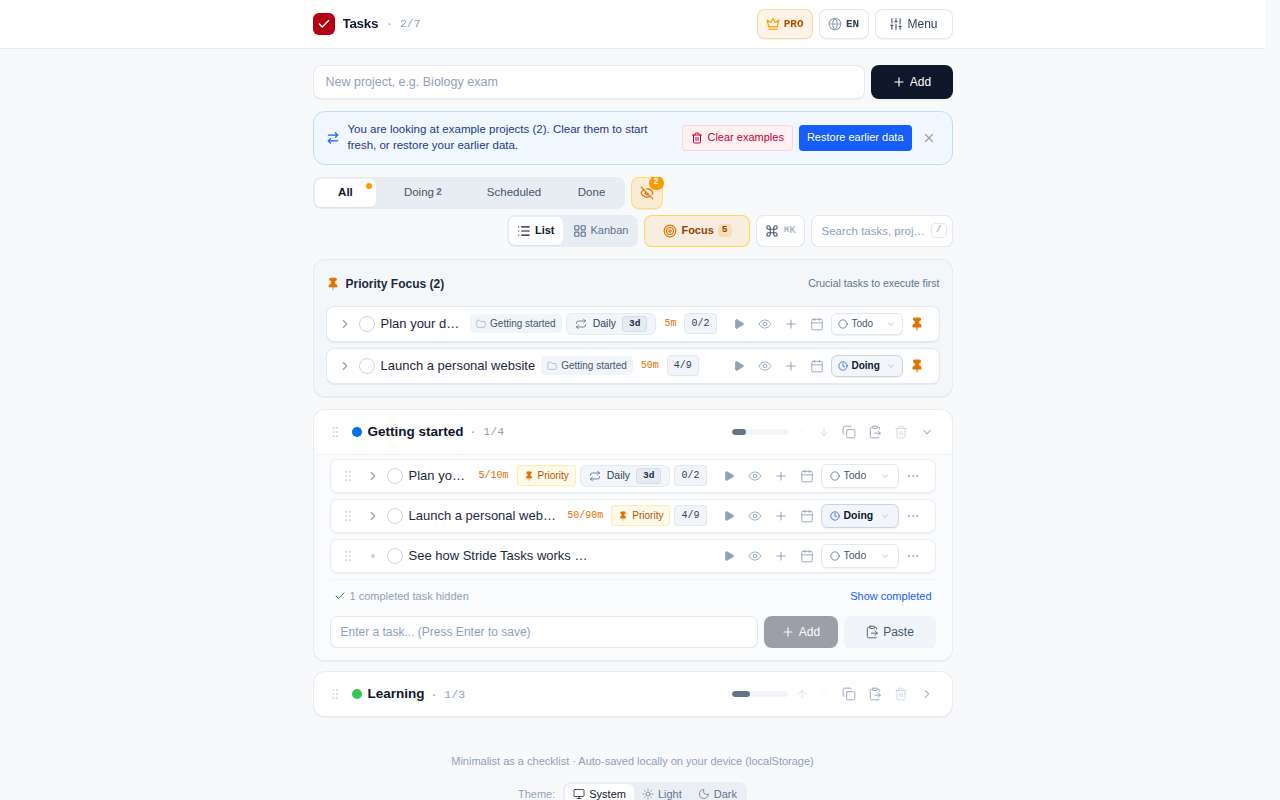 Tasks · 2/7
PRO
EN
Menu
New project, e.g. Biology exam
Add
You are looking at example projects (2). Clear them to start
fresh, or restore your earlier data.
Clear examples
Restore earlier data
All
Doing 2
Scheduled
Done
2
List
Kanban
Focus 5
⌘K
Search tasks, proj… /
Priority Focus (2)
Crucial tasks to execute first
Plan your d… Getting started Daily 3d 5m 0/2 Todo
Launch a personal website Getting started 50m 4/9 Doing
Getting started · 1/4
Plan yo… 5/10m Priority Daily 3d 0/2 Todo
Launch a personal web… 50/90m Priority 4/9 Doing
See how Stride Tasks works … Todo
1 completed task hidden
Show completed
Enter a task... (Press Enter to save)
Add
Paste
Learning · 1/3
Minimalist as a checklist · Auto-saved locally on your device (localStorage)
Theme: System Light Dark